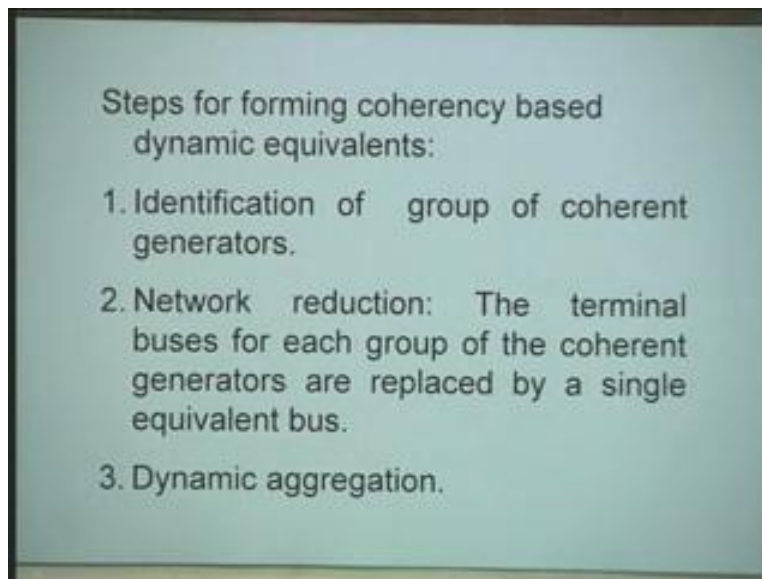 Steps for forming coherency based
dynamic equivalents:
1. Identification of group of coherent
generators.
2. Network reduction: The terminal
buses for each group of the coherent
generators are replaced by a single
equivalent bus.
3. Dynamic aggregation.